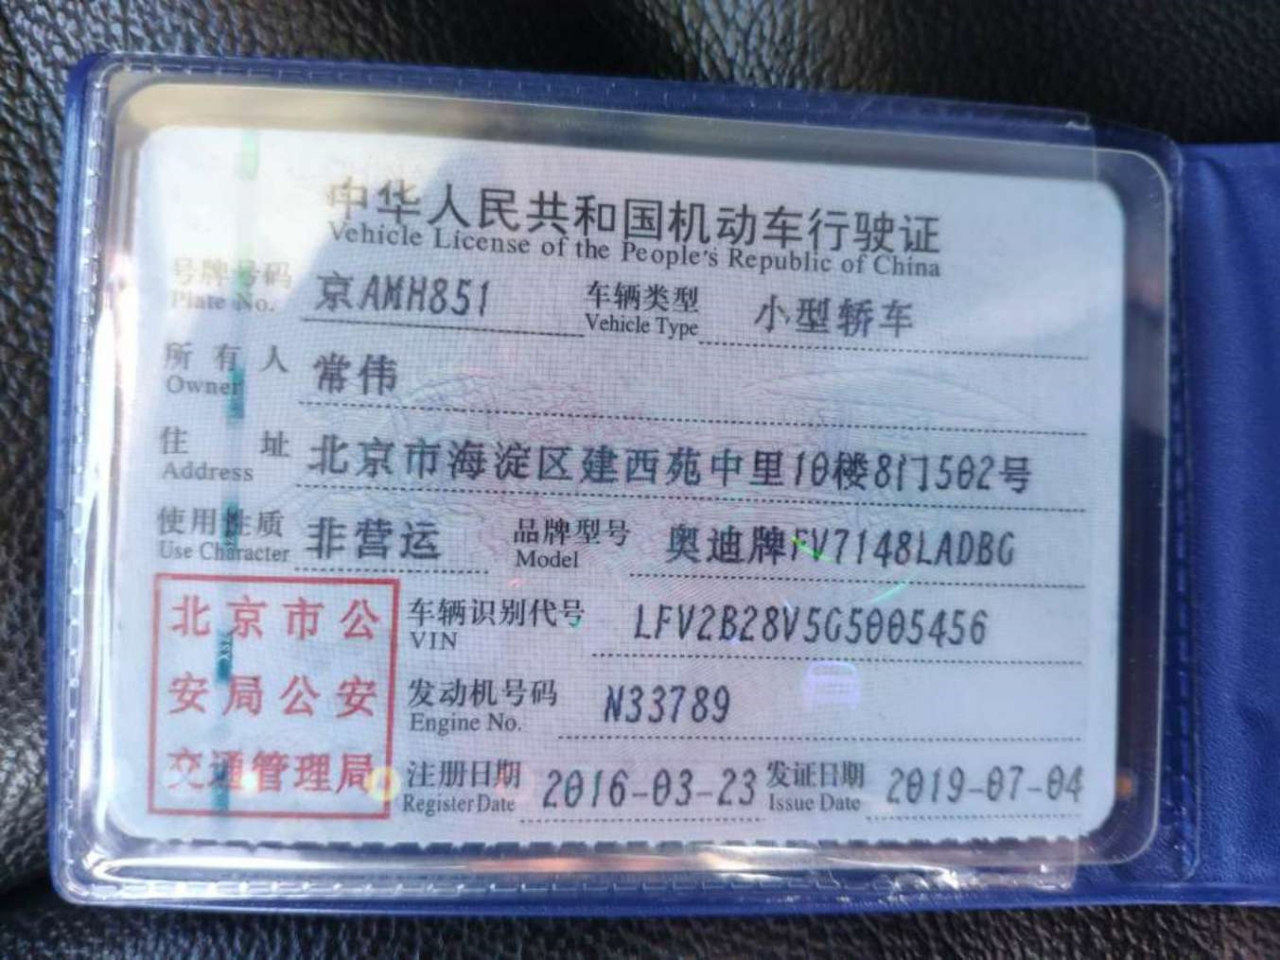 中华人民共和国机动车行驶证
Vehicle License of the People's Republic of China
号牌号码 京AMH851 车辆类型 小型轿车
Plate No. Vehicle Type
所有人 常伟
Owner
住址 北京市海淀区建西苑中里10楼8门502号
Address
使用性质 非营运 品牌型号 奥迪牌FV7148LADBG
Use Character Model
北京市公
安局公安
交通管理局
车辆识别代号 LFV2B28V5G5005456
VIN
发动机号码 N33789
Engine No.
注册日期 2016-03-23 发证日期 2019-07-04
Register Date Issue Date